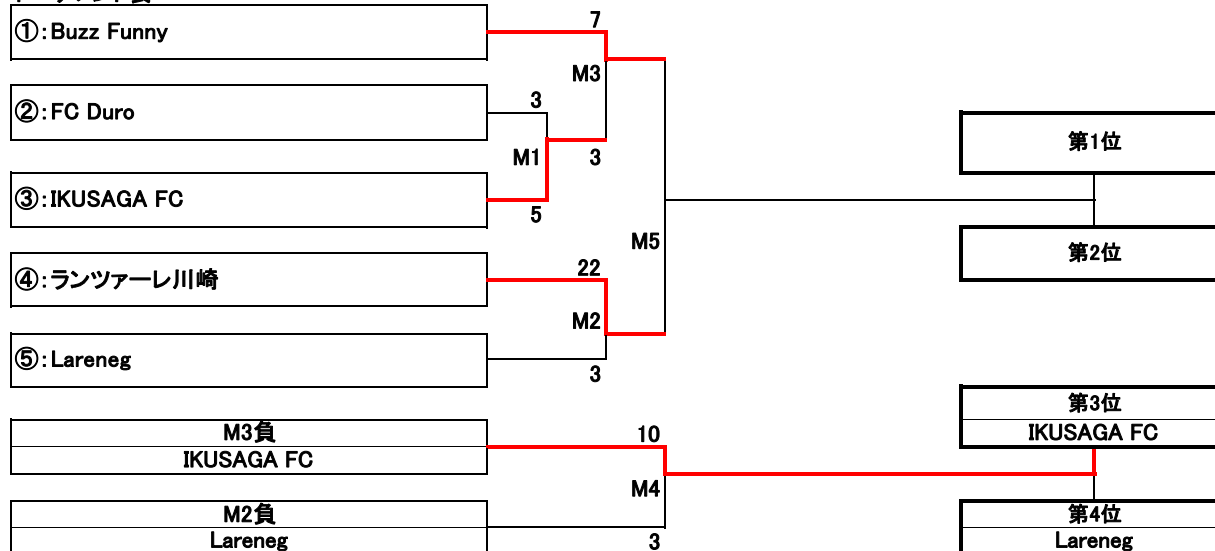 ①:Buzz Funny
7
M3
②:FC Duro
3
第1位
M1
3
③:IKUSAGA FC
5
M5
第2位
④:ランツァーレ川崎
22
M2
⑤:Lareneg
3
第3位
M3負
10
IKUSAGA FC
IKUSAGA FC
M4
M2負
第4位
Lareneg
3
Lareneg